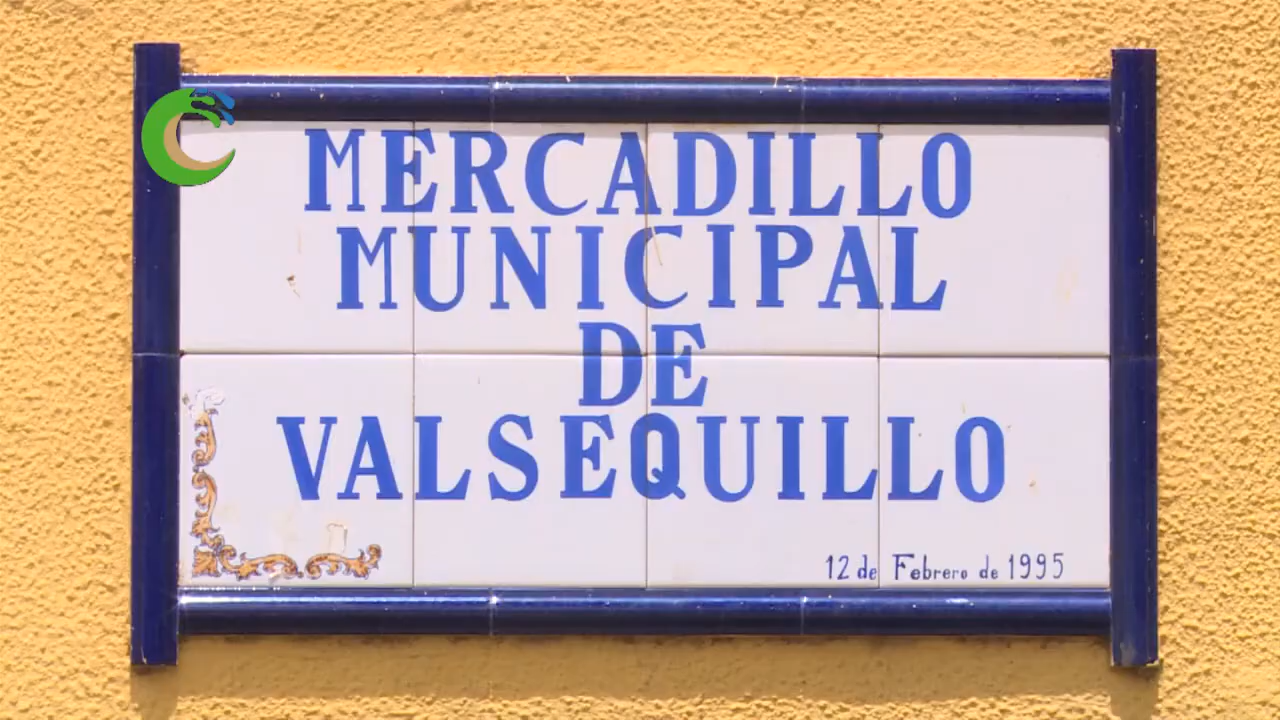 MERCADILLO
MUNICIPAL
DE
VALSEQUILLO
12 de Febrero de 1995